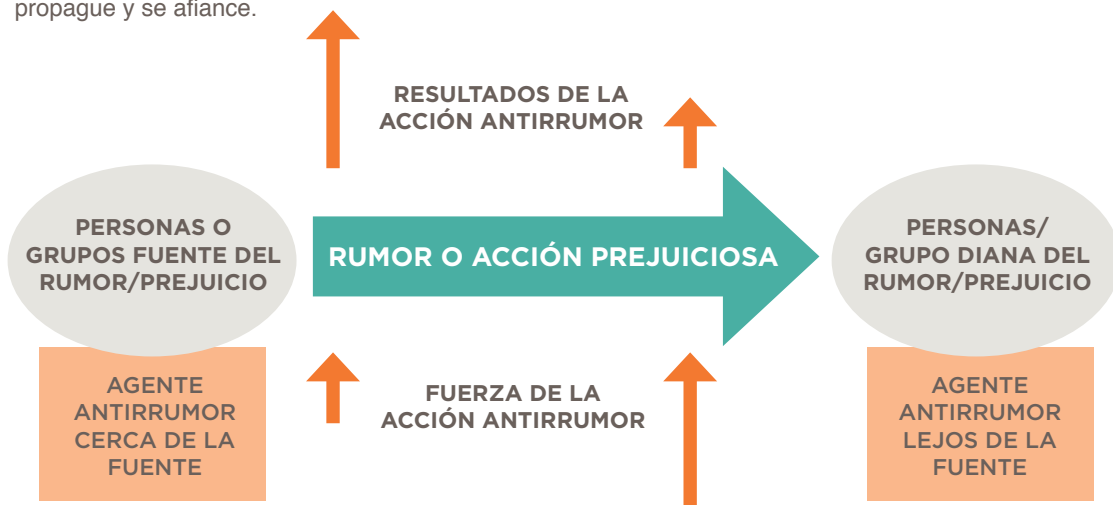 propague y se afiance.
RESULTADOS DE LA
ACCIÓN ANTIRRUMOR
PERSONAS O
GRUPOS FUENTE DEL
RUMOR/PREJUICIO
RUMOR O ACCIÓN PREJUICIOSA
PERSONAS/
GRUPO DIANA DEL
RUMOR/PREJUICIO
AGENTE
ANTIRRUMOR
CERCA DE LA
FUENTE
FUERZA DE LA
ACCIÓN ANTIRRUMOR
AGENTE
ANTIRRUMOR
LEJOS DE LA
FUENTE